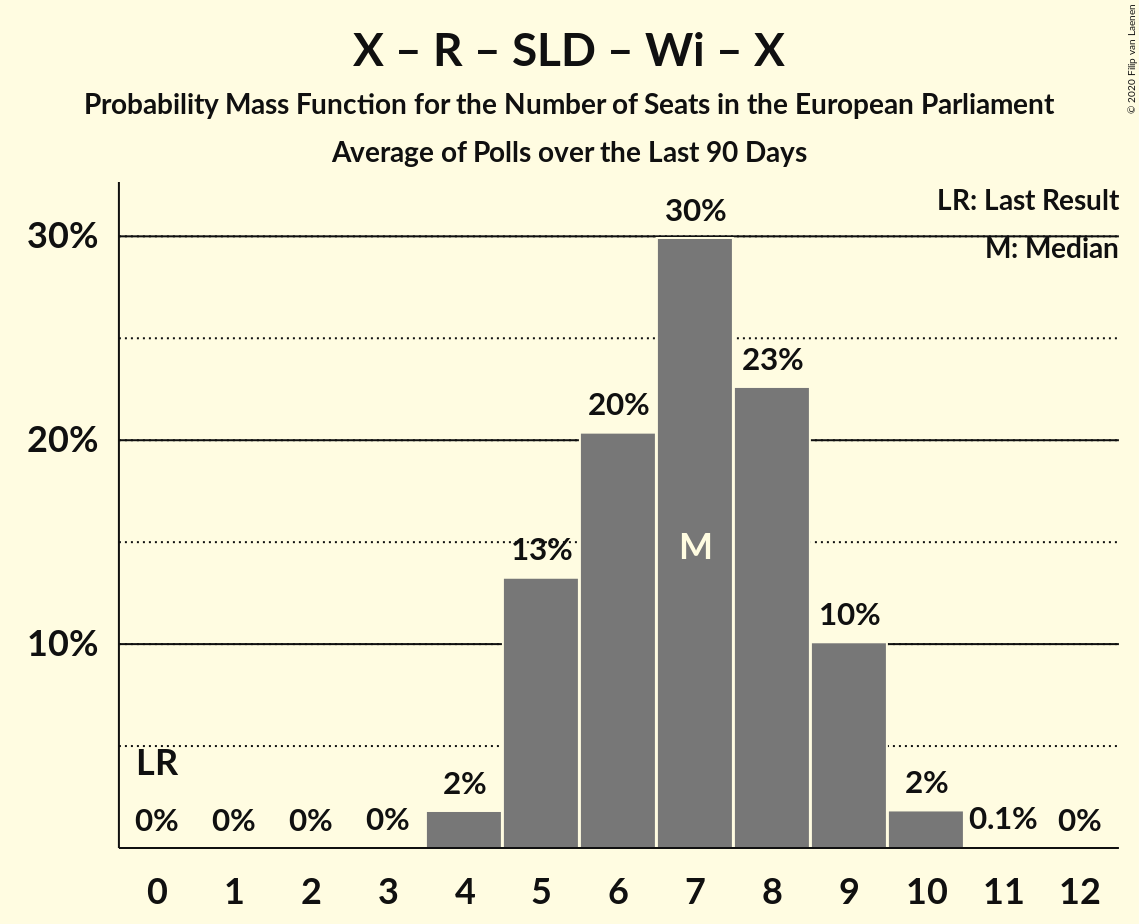 X – R – SLD – Wi – X
Probability Mass Function for the Number of Seats in the European Parliament
Average of Polls over the Last 90 Days
© 2020 Filip van Laenen
LR: Last Result
M: Median
30%
20%
10%
LR
0%
0%
0%
0%
2%
13%
20%
30%
M
23%
10%
2%
0.1%
0%
0 1 2 3 4 5 6 7 8 9 10 11 12